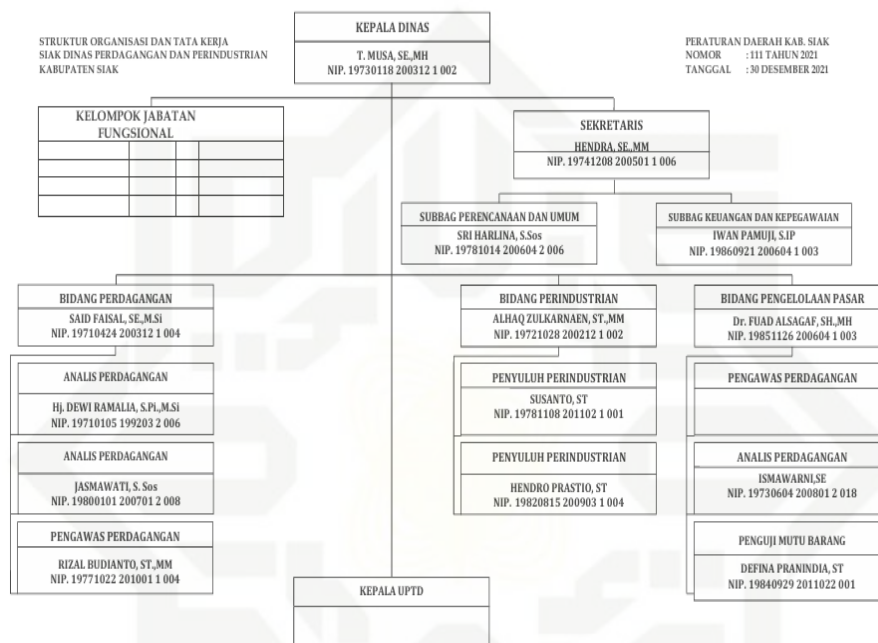 STRUKTUR ORGANISASI DAN TATA KERJA
SIAK DINAS PERDAGANGAN DAN PERINDUSTRIAN
KABUPATEN SIAK
KEPALA DINAS
T. MUSA, SE.,MH
NIP. 19730118 200312 1 002
PERATURAN DAERAH KAB. SIAK
NOMOR : 111 TAHUN 2021
TANGGAL : 30 DESEMBER 2021
KELOMPOK JABATAN
FUNGSIONAL
SEKRETARIS
HENDRA, SE.,MM
NIP. 19741208 200501 1 006
SUBBAG PERENCANAAN DAN UMUM
SRI HARLINA, S.Sos
NIP. 19781014 200604 2 006
SUBBAG KEUANGAN DAN KEPEGAWAIAN
IWAN PAMUJI, S.IP
NIP. 19860921 200604 1 003
BIDANG PERDAGANGAN
SAID FAISAL, SE,.M.Si
NIP. 19710424 200312 1 004
ANALIS PERDAGANGAN
Hj. DEWI RAMALIA, S.Pi.,M.Si
NIP. 19710105 199203 2 006
ANALIS PERDAGANGAN
JASMAWATI, S. Sos
NIP. 19800101 200701 2 008
PENGAWAS PERDAGANGAN
RIZAL BUDIANTO, ST.,MM
NIP. 19771022 201001 1 004
BIDANG PERINDUSTRIAN
ALHAQ ZULKARNAEN, ST.,MM
NIP. 19721028 200212 1 002
PENYULUH PERINDUSTRIAN
SUSANTO, ST
NIP. 19781108 201102 1 001
PENYULUH PERINDUSTRIAN
HENDRO PRASTIO, ST
NIP. 19820815 200903 1 004
BIDANG PENGELOLAAN PASAR
Dr. FUAD ALSAGAF, SH.,MH
NIP. 19851126 200604 1 003
PENGAWAS PERDAGANGAN
ANALIS PERDAGANGAN
ISMAWARNI,SE
NIP. 19730604 200801 2 018
PENGUJI MUTU BARANG
DEFINA PRANINDIA, ST
NIP. 19840929 2011022 001
KEPALA UPTD